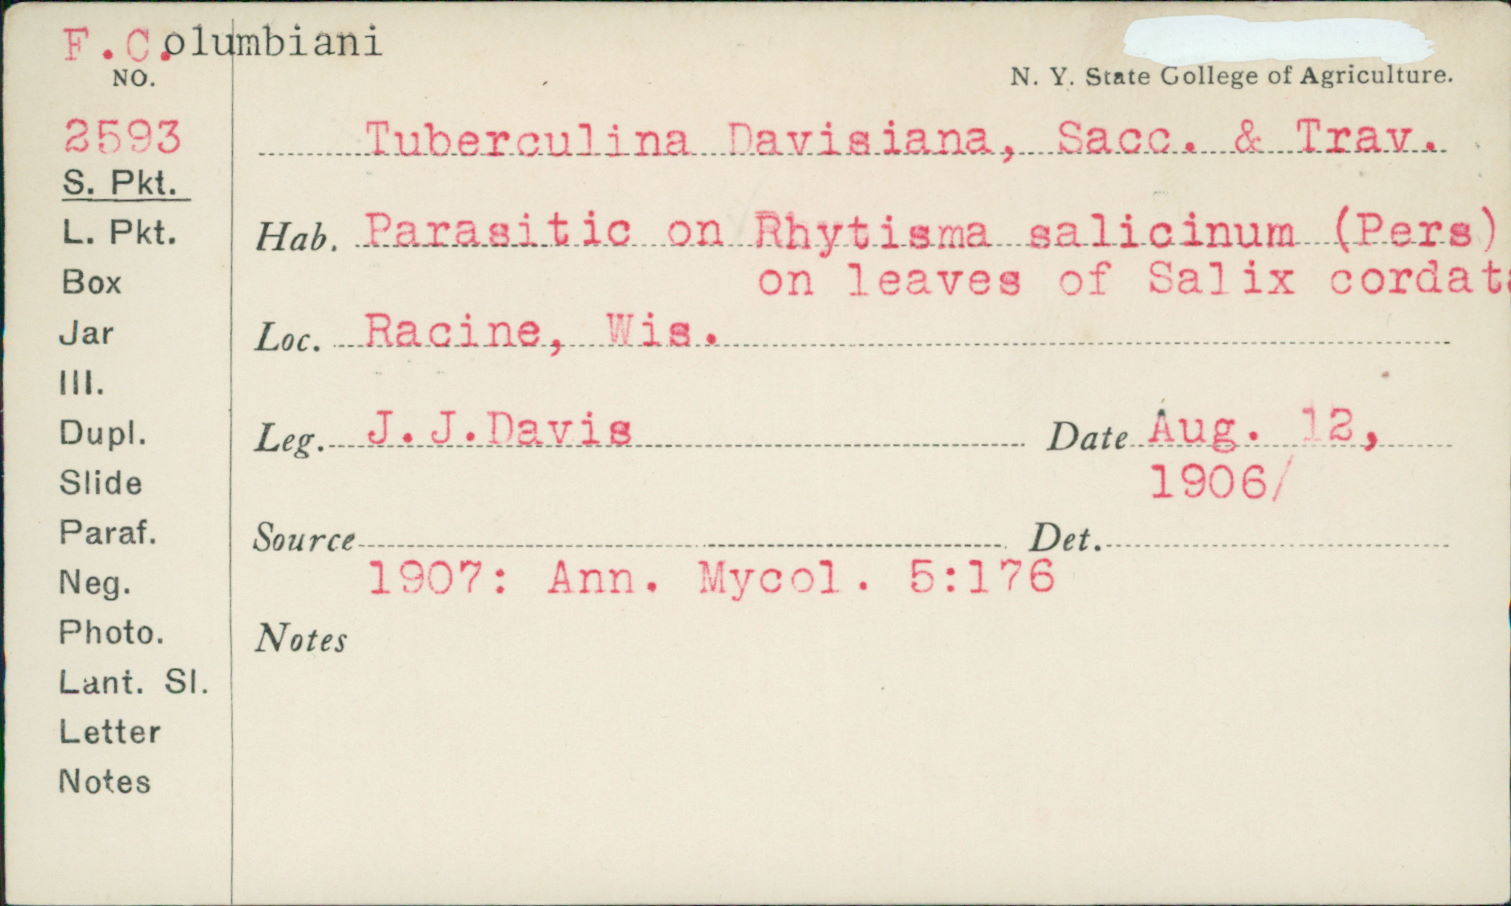 F.Columbiani
NO.
N. Y. State College of Agriculture.
2593
Tuberculina Davisiana, Sacc. & Trav.
S. Pkt.
L. Pkt.
Hab. Parasitic on Rhytisma salicinum (Pers)
on leaves of Salix cordata
Box
Jar
Loc. Racine, Wis.
Ill.
Dupl.
Leg. J.J.Davis Date Aug. 12,
1906/
Slide
Paraf.
Source Det.
1907: Ann. Mycol. 5:176
Neg.
Photo.
Notes
Lant. Sl.
Letter
Notes